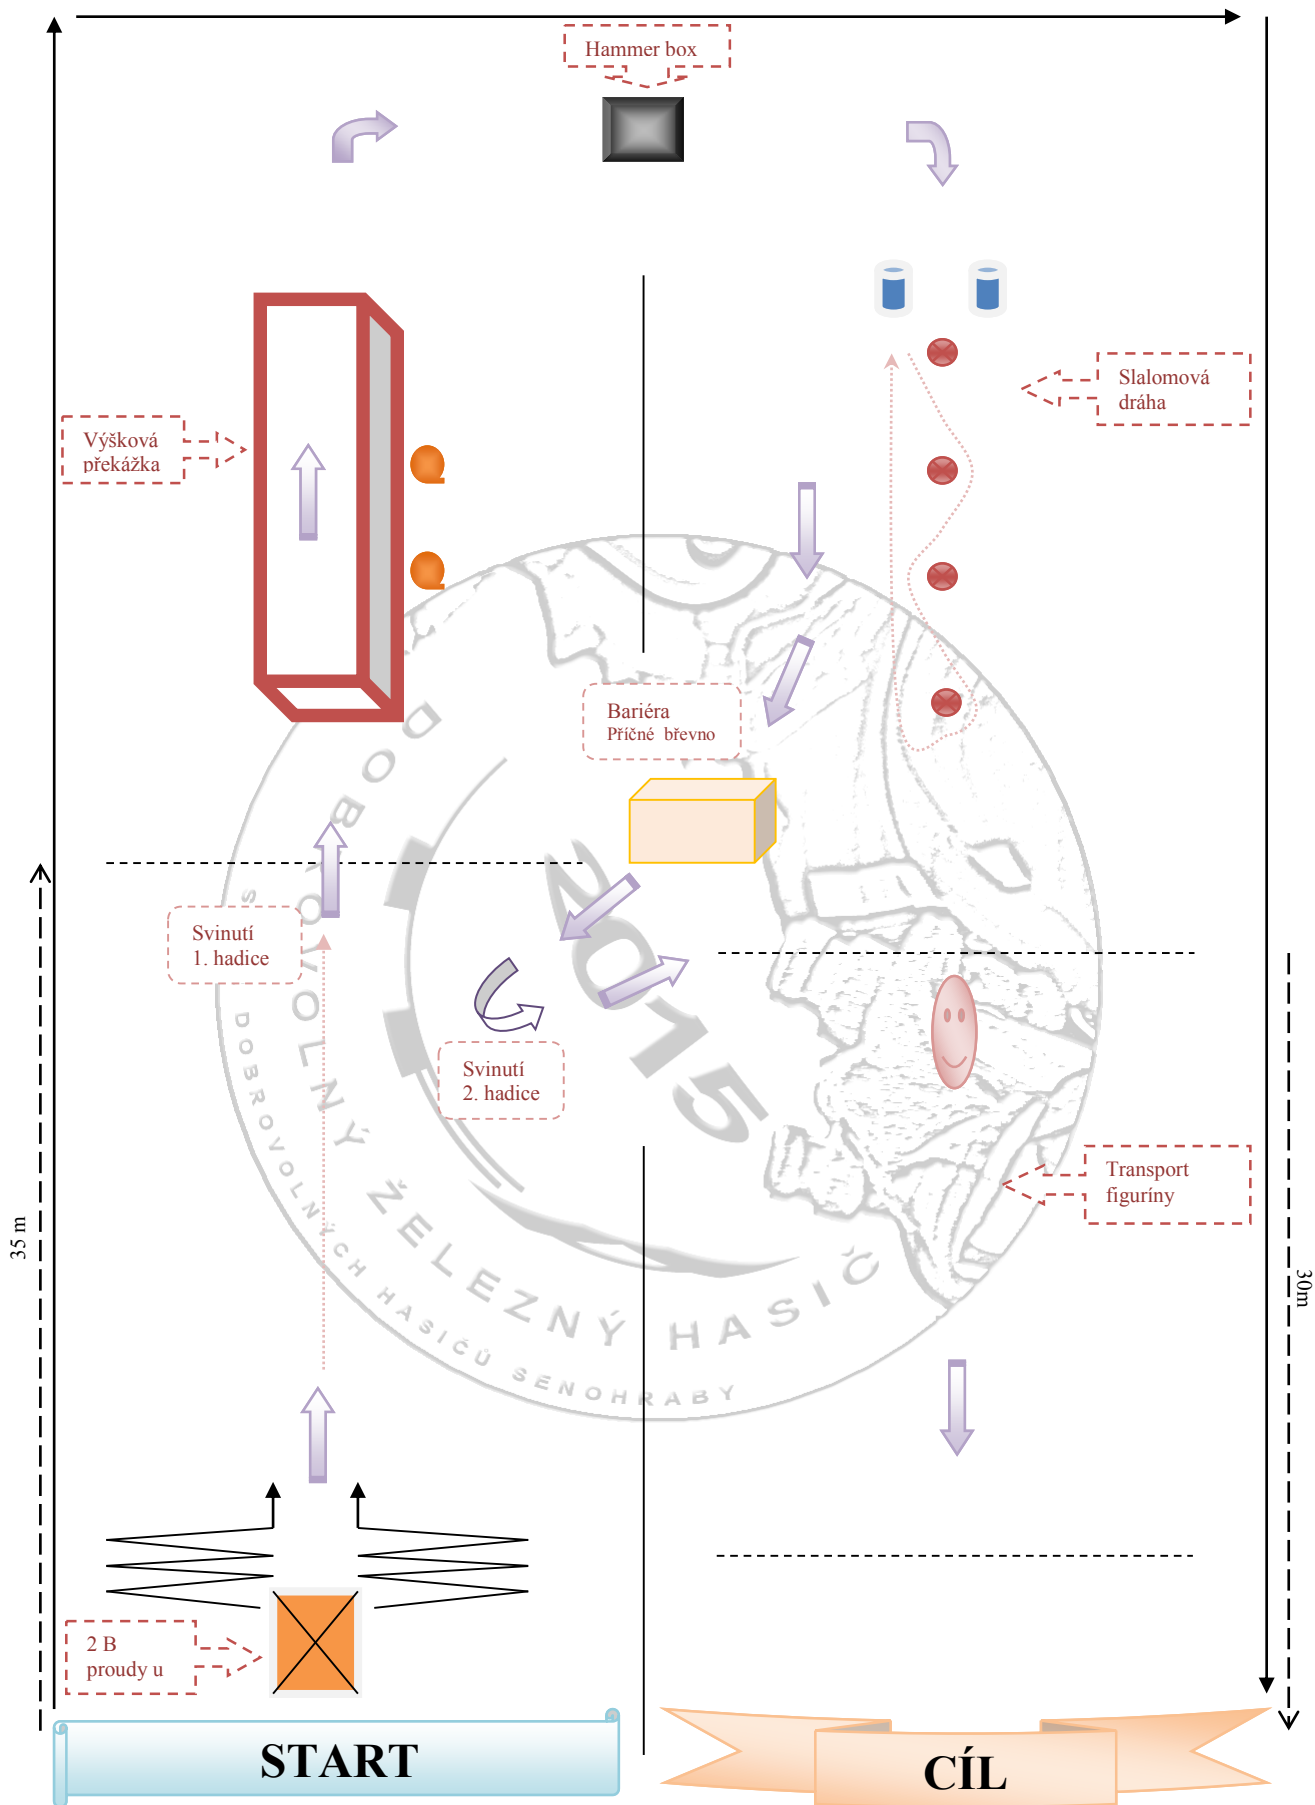 Hammer box
Slalomová
dráha
Výšková
překážka
Bariéra
Příčné břevno
Svinutí
1. hadice
Svinutí
2. hadice
2015
DOBROVOLNÝ ŽELEZNÝ HASIČ
DOBROVOLNÝCH HASIČŮ SENOHRABY
Transport
figuríny
35 m
30m
2 B
proudy u
START
CÍL